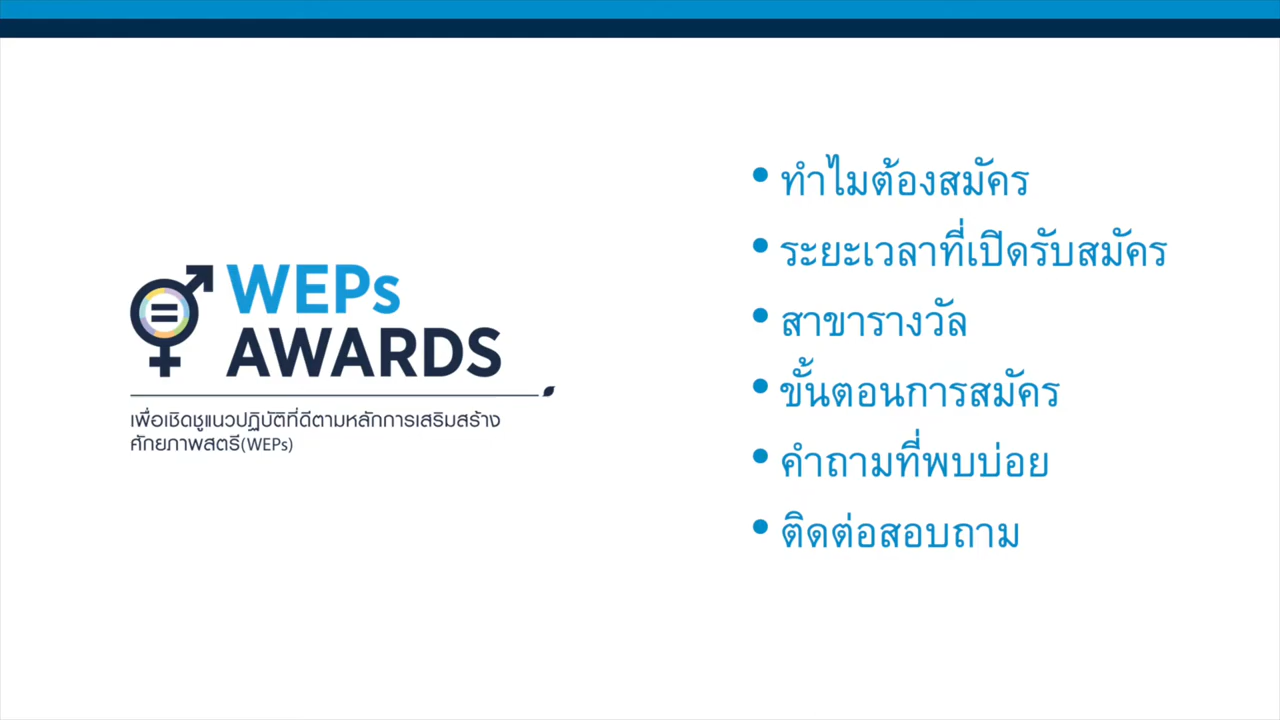 WEPs
AWARDS
เพื่อเชิดชูแนวปฏิบัติที่ดีตามหลักการเสริมสร้าง
ศักยภาพสตรี(WEPs)
• ทำไมต้องสมัคร
• ระยะเวลาที่เปิดรับสมัคร
• สาขารางวัล
• ขั้นตอนการสมัคร
• คำถามที่พบบ่อย
• ติดต่อสอบถาม